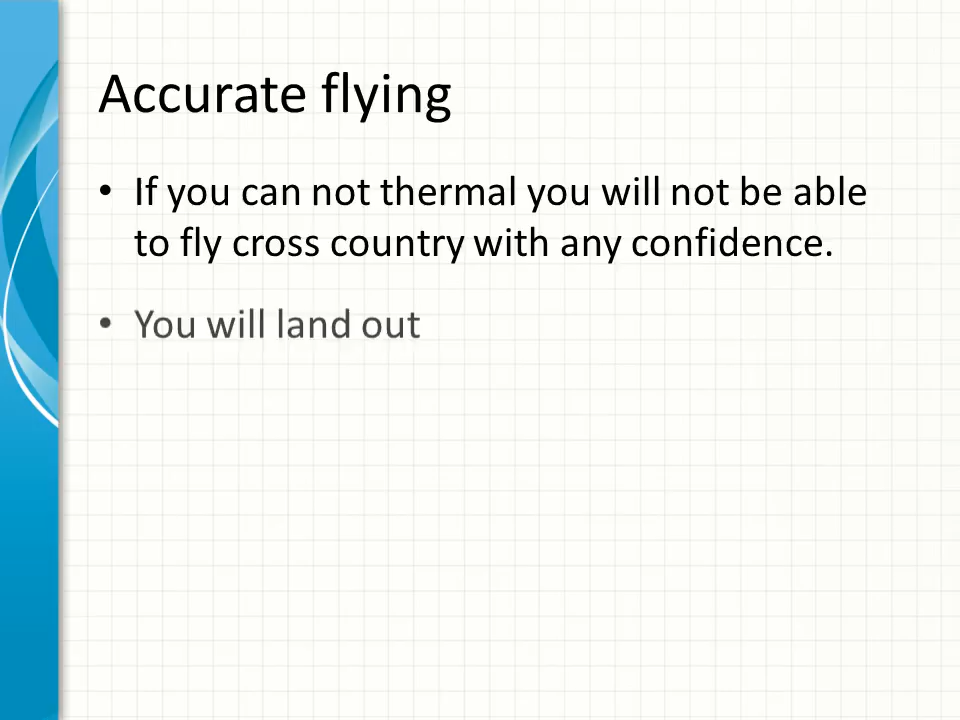 Accurate flying
• If you can not thermal you will not be able
to fly cross country with any confidence.
• You will land out